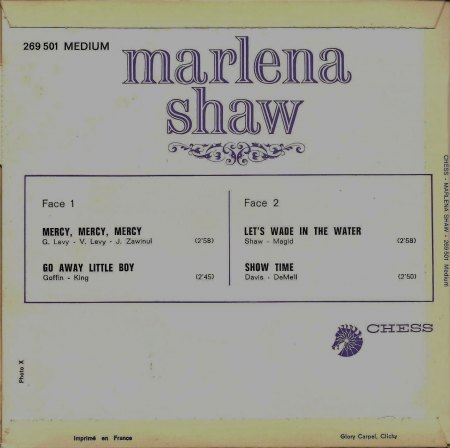 269 501 MEDIUM
marlena
shaw
Face 1
MERCY, MERCY, MERCY
G. Levy - V. Levy - J. Zawinul (2'58)
GO AWAY LITTLE BOY
Goffin - King (2'45)
Face 2
LET'S WADE IN THE WATER
Shaw - Magid (2'58)
SHOW TIME
Davis - DeMell (2'50)
CHESS
CHESS - MARLENA SHAW - 269 501 Medium
Photo X
Imprimé en France
Glory Carpel, Clichy